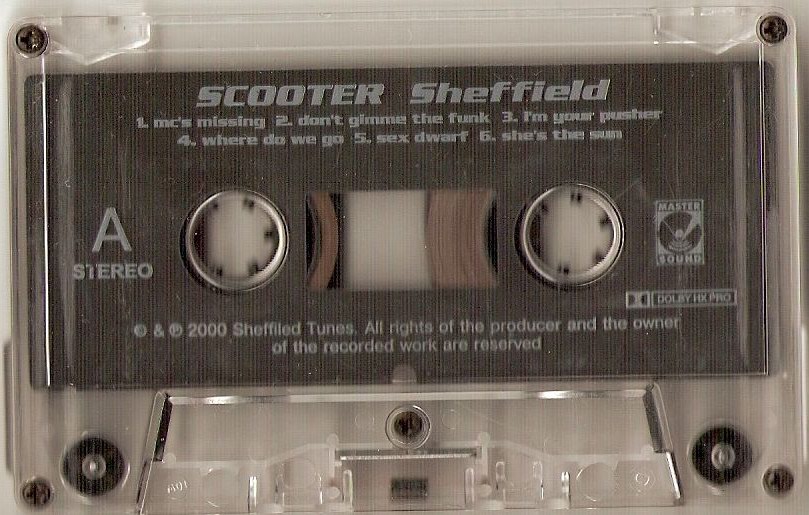 SCOOTER Sheffield
1. mc's missing 2. don't gimme the funk 3. I'm your pusher
4. where do we go 5. sex dwarf 6. she's the sun
A
STEREO
MASTER
SOUND
DOLBY HX PRO
© & ℗ 2000 Sheffiled Tunes. All rights of the producer and the owner
of the recorded work are reserved